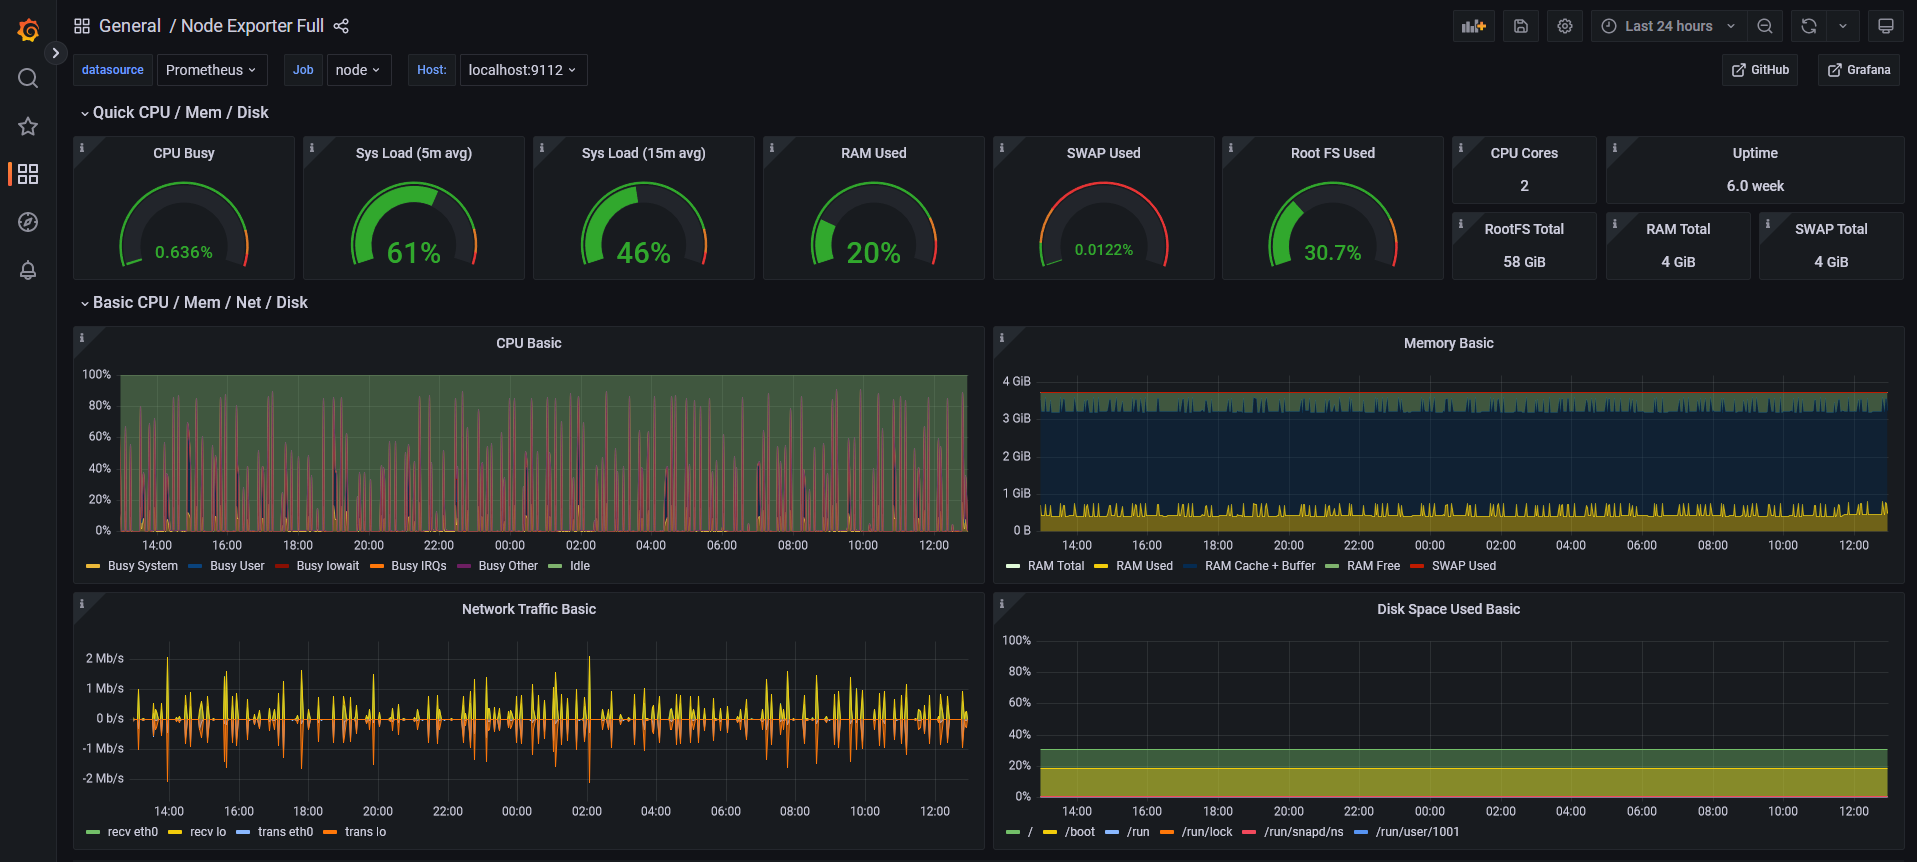 General / Node Exporter Full
Last 24 hours
datasource Prometheus Job node Host: localhost:9112 GitHub Grafana
Quick CPU / Mem / Disk
CPU Busy
0.636%
Sys Load (5m avg)
61%
Sys Load (15m avg)
46%
RAM Used
20%
SWAP Used
0.0122%
Root FS Used
30.7%
CPU Cores
2
Uptime
6.0 week
RootFS Total
58 GiB
RAM Total
4 GiB
SWAP Total
4 GiB
Basic CPU / Mem / Net / Disk
CPU Basic
100%
80%
60%
40%
20%
0%
14:00 16:00 18:00 20:00 22:00 00:00 02:00 04:00 06:00 08:00 10:00 12:00
Busy System Busy User Busy Iowait Busy IRQs Busy Other Idle
Memory Basic
4 GiB
3 GiB
2 GiB
1 GiB
0 B
14:00 16:00 18:00 20:00 22:00 00:00 02:00 04:00 06:00 08:00 10:00 12:00
RAM Total RAM Used RAM Cache + Buffer RAM Free SWAP Used
Network Traffic Basic
2 Mb/s
1 Mb/s
0 b/s
-1 Mb/s
-2 Mb/s
14:00 16:00 18:00 20:00 22:00 00:00 02:00 04:00 06:00 08:00 10:00 12:00
recv eth0 recv lo trans eth0 trans lo
Disk Space Used Basic
100%
80%
60%
40%
20%
0%
14:00 16:00 18:00 20:00 22:00 00:00 02:00 04:00 06:00 08:00 10:00 12:00
/ /boot /run /run/lock /run/snapd/ns /run/user/1001